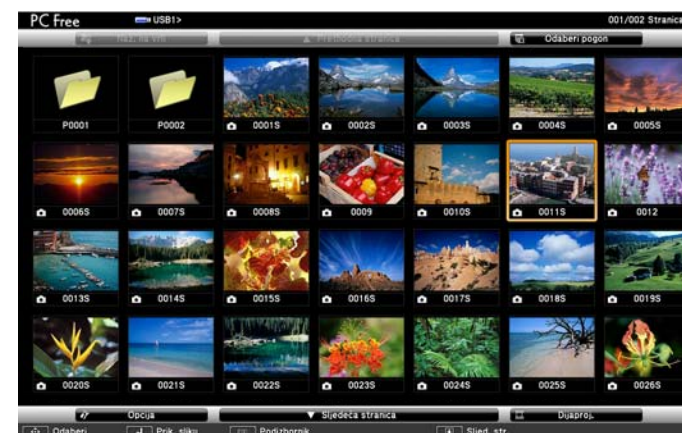 PC Free USB1> 001/002 Stranica
Naz. na vrh Prethodna stranica Odaberi pogon
P0001 P0002 0001S 0002S 0003S 0004S 0005S
0006S 0007S 0008S 0009 0010S 0011S 0012
0013S 0014S 0015S 0016S 0017S 0018S 0019S
0020S 0021S 0022S 0023S 0024S 0025S 0026S
Opcija Sljedeća stranica Dijaproj.
Odaberi Prik. sliku Podizbornik Sljed. str.